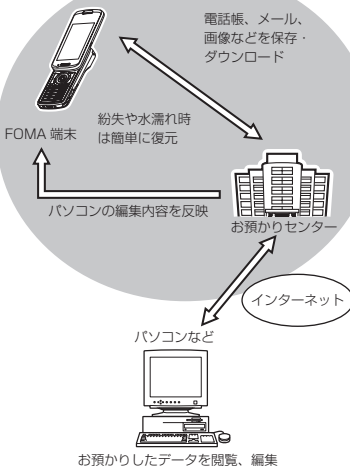 電話帳、メール、
画像などを保存・
ダウンロード
FOMA 端末
紛失や水濡れ時
は簡単に復元
パソコンの編集内容を反映
お預かりセンター
インターネット
パソコンなど
お預かりしたデータを閲覧、編集